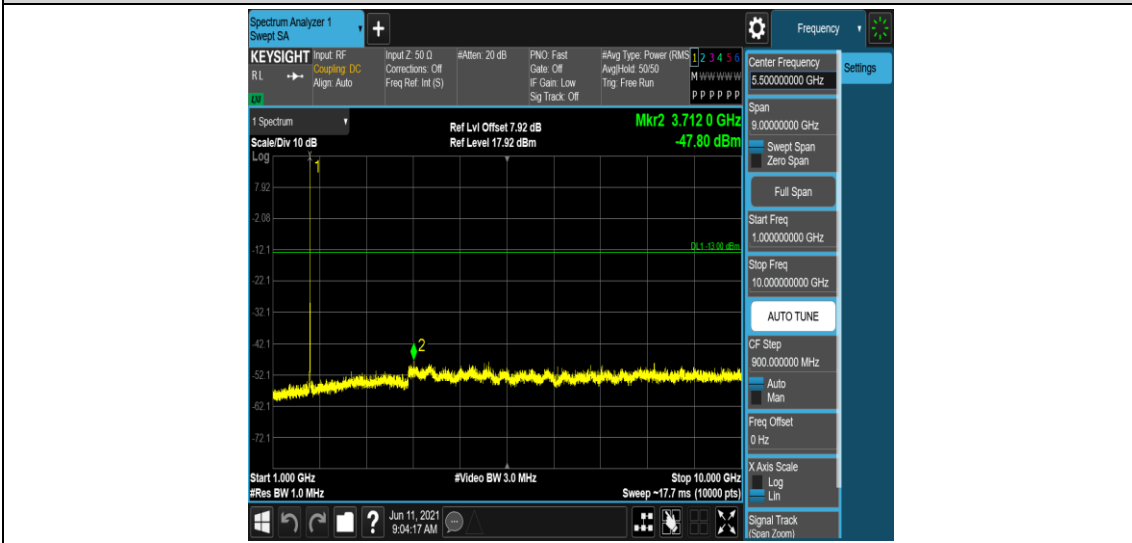 Spectrum Analyzer 1
Swept SA
+
Frequency
KEYSIGHT
RL
LXI
Input: RF
Coupling: DC
Align: Auto
Input Z: 50 Ω
Corrections: Off
Freq Ref: Int (S)
#Atten: 20 dB
PNO: Fast
Gate: Off
IF Gain: Low
Sig Track: Off
#Avg Type: Power (RMS
Avg|Hold: 50/50
Trig: Free Run
1 2 3 4 5 6
M W W W W W
P P P P P P
1 Spectrum
Scale/Div 10 dB
Log
Ref Lvl Offset 7.92 dB
Ref Level 17.92 dBm
Mkr2 3.712 0 GHz
-47.80 dBm
1
7.92
-2.08
-12.1
DL1 -13.00 dBm
-22.1
-32.1
-42.1
2
-52.1
-62.1
-72.1
Start 1.000 GHz
#Res BW 1.0 MHz
#Video BW 3.0 MHz
Stop 10.000 GHz
Sweep ~17.7 ms (10000 pts)
Center Frequency
5.500000000 GHz
Settings
Span
9.00000000 GHz
Swept Span
Zero Span
Full Span
Start Freq
1.000000000 GHz
Stop Freq
10.000000000 GHz
AUTO TUNE
CF Step
900.000000 MHz
Auto
Man
Freq Offset
0 Hz
X Axis Scale
Log
Lin
Signal Track
(Span Zoom)
?
Jun 11, 2021
9:04:17 AM